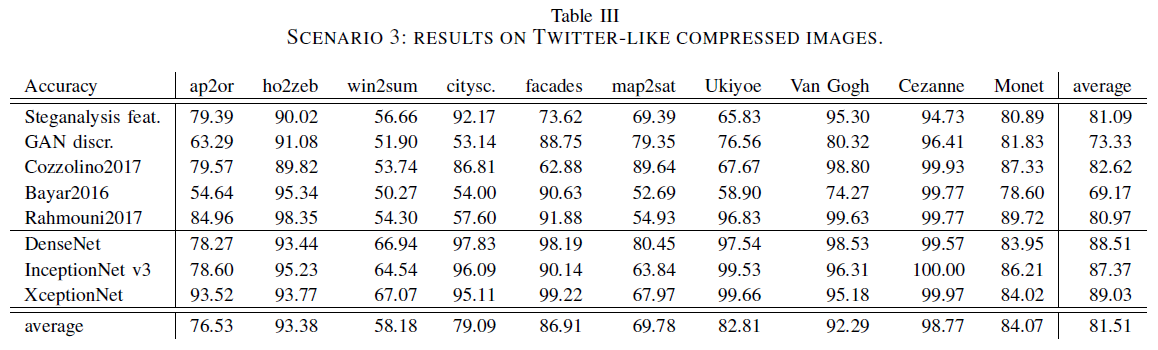 Table III
SCENARIO 3: RESULTS ON TWITTER-LIKE COMPRESSED IMAGES.
Accuracy ap2or ho2zeb win2sum citysc. facades map2sat Ukiyoe Van Gogh Cezanne Monet average
Steganalysis feat. 79.39 90.02 56.66 92.17 73.62 69.39 65.83 95.30 94.73 80.89 81.09
GAN discr. 63.29 91.08 51.90 53.14 88.75 79.35 76.56 80.32 96.41 81.83 73.33
Cozzolino2017 79.57 89.82 53.74 86.81 62.88 89.64 67.67 98.80 99.93 87.33 82.62
Bayar2016 54.64 95.34 50.27 54.00 90.63 52.69 58.90 74.27 99.77 78.60 69.17
Rahmouni2017 84.96 98.35 54.30 57.60 91.88 54.93 96.83 99.63 99.77 89.72 80.97
DenseNet 78.27 93.44 66.94 97.83 98.19 80.45 97.54 98.53 99.57 83.95 88.51
InceptionNet v3 78.60 95.23 64.54 96.09 90.14 63.84 99.53 96.31 100.00 86.21 87.37
XceptionNet 93.52 93.77 67.07 95.11 99.22 67.97 99.66 95.18 99.97 84.02 89.03
average 76.53 93.38 58.18 79.09 86.91 69.78 82.81 92.29 98.77 84.07 81.51